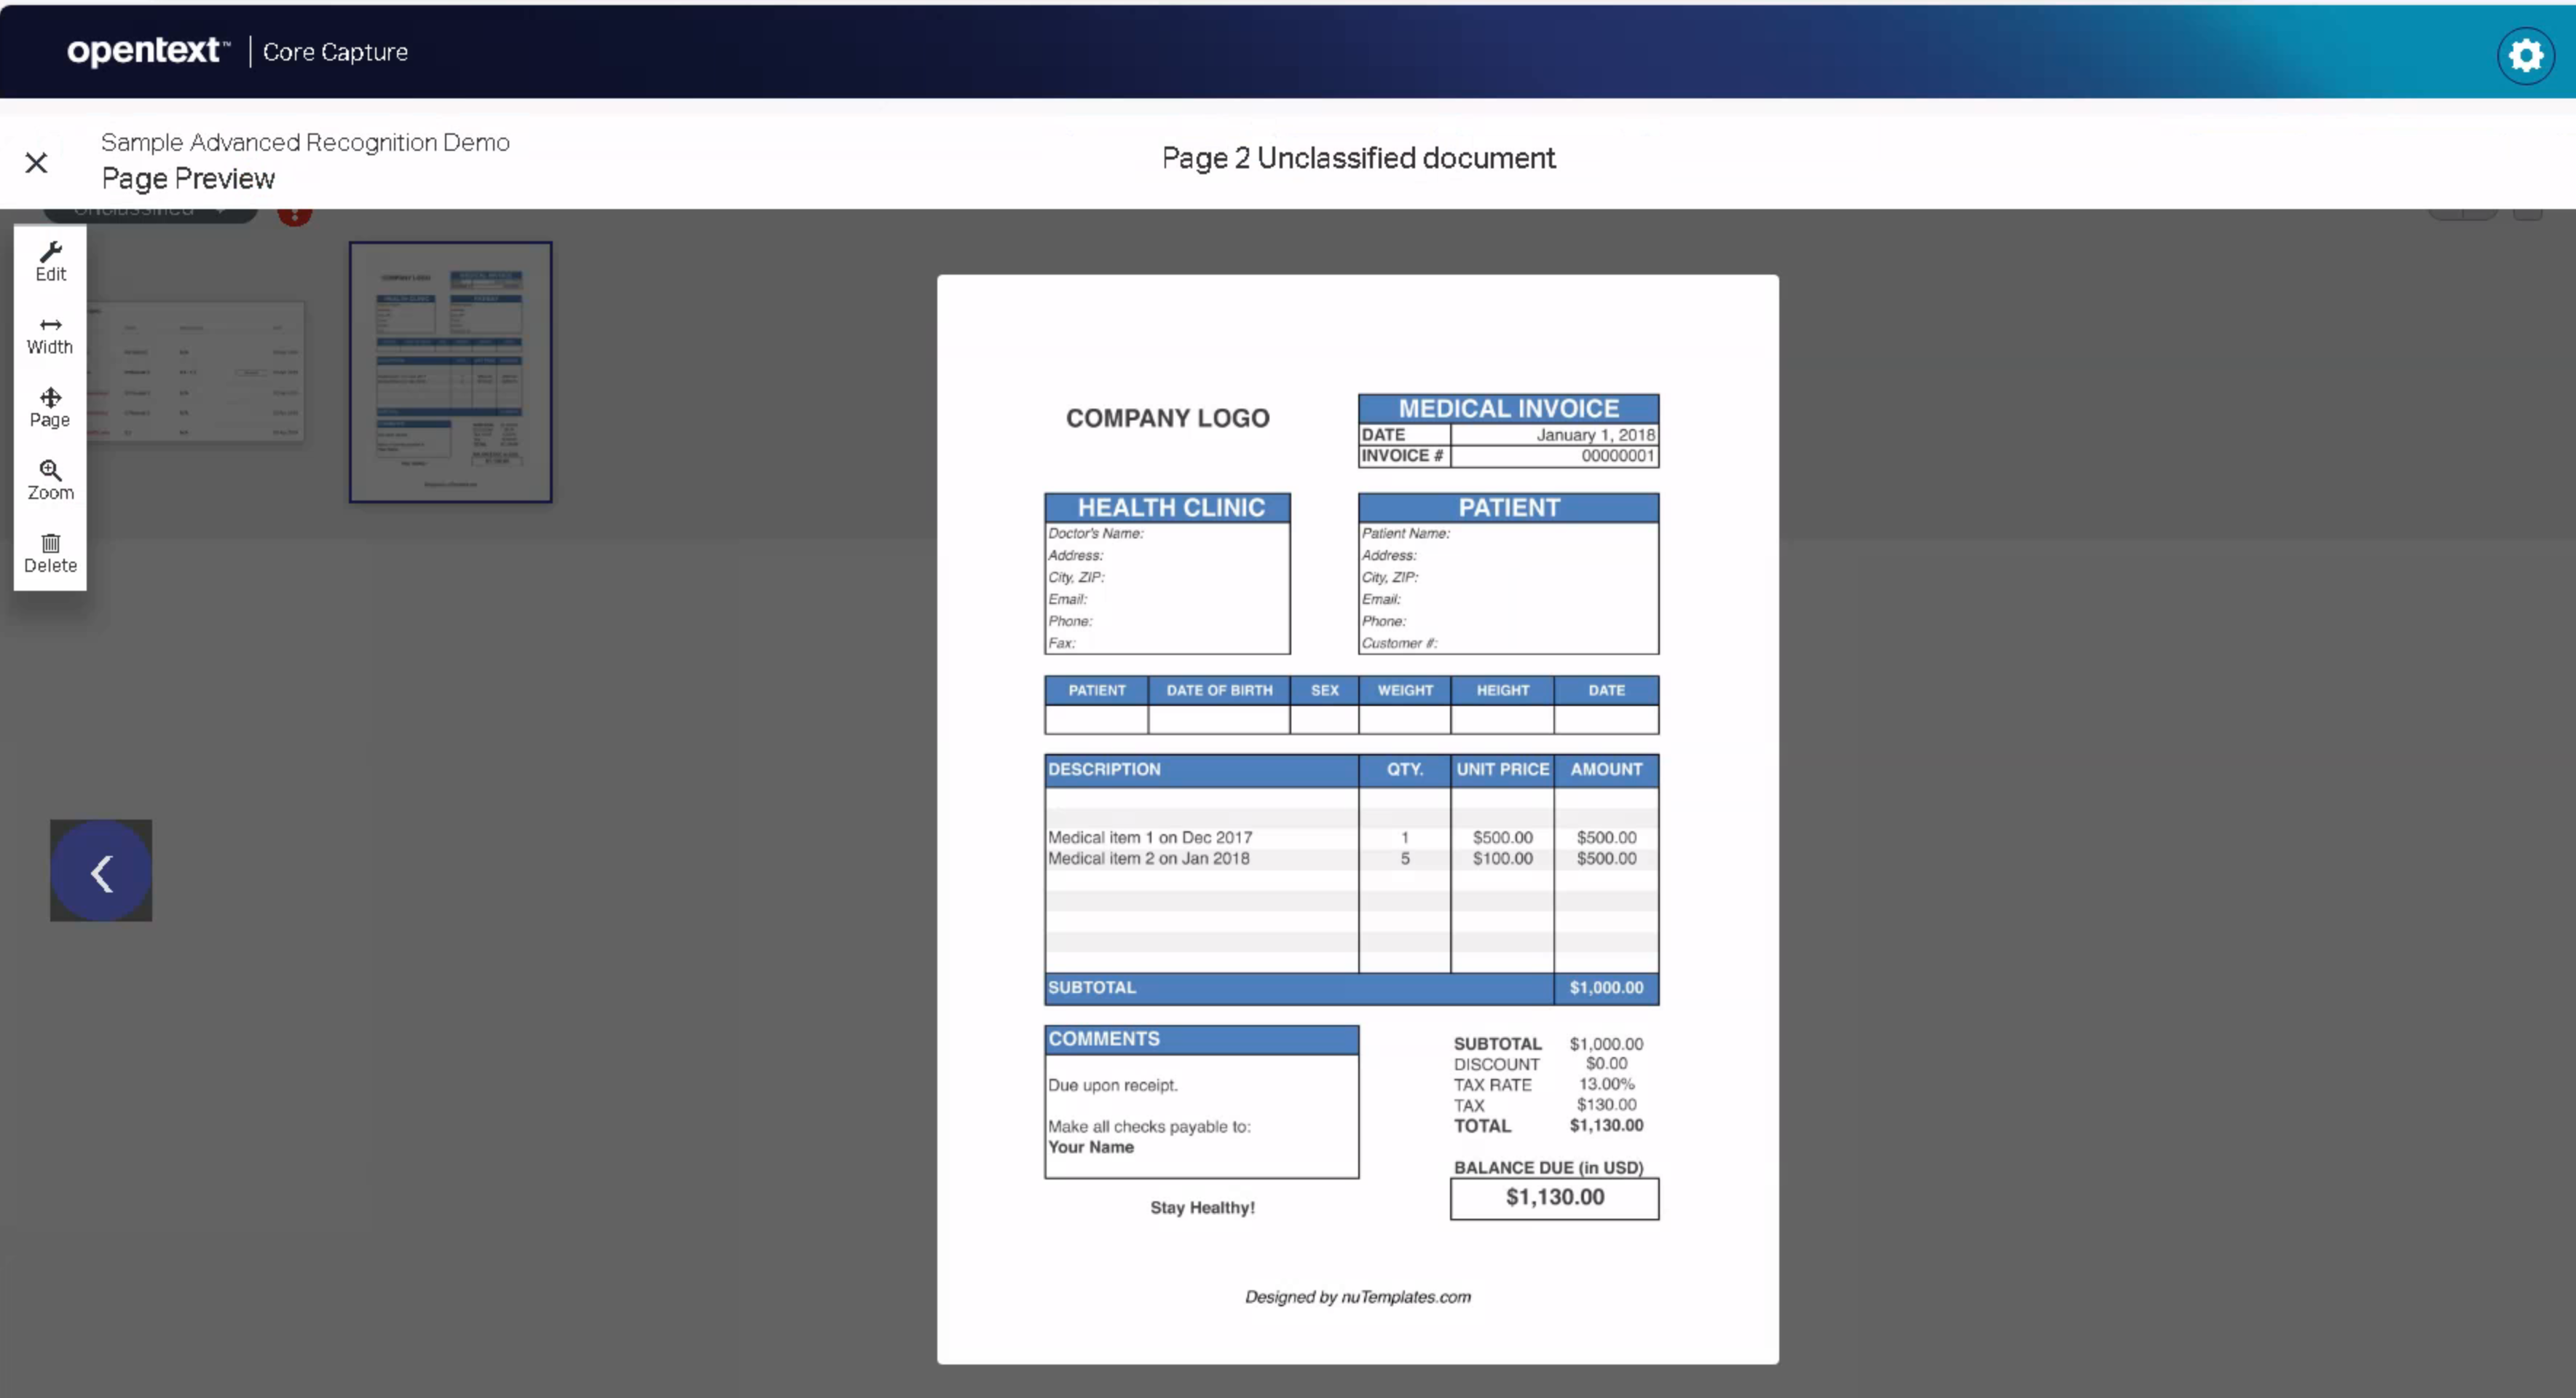 opentext™ | Core Capture
Sample Advanced Recognition Demo
Page Preview
Page 2 Unclassified document
Unclassified
Edit
Width
Page
Zoom
Delete
COMPANY LOGO
MEDICAL INVOICE
DATE January 1, 2018
INVOICE # 00000001
HEALTH CLINIC
Doctor's Name:
Address:
City, ZIP:
Email:
Phone:
Fax:
PATIENT
Patient Name:
Address:
City, ZIP:
Email:
Phone:
Customer #:
PATIENT DATE OF BIRTH SEX WEIGHT HEIGHT DATE
DESCRIPTION QTY. UNIT PRICE AMOUNT
Medical item 1 on Dec 2017 1 $500.00 $500.00
Medical item 2 on Jan 2018 5 $100.00 $500.00
SUBTOTAL $1,000.00
COMMENTS
Due upon receipt.
Make all checks payable to:
Your Name
SUBTOTAL $1,000.00
DISCOUNT $0.00
TAX RATE 13.00%
TAX $130.00
TOTAL $1,130.00
BALANCE DUE (in USD)
$1,130.00
Stay Healthy!
Designed by nuTemplates.com